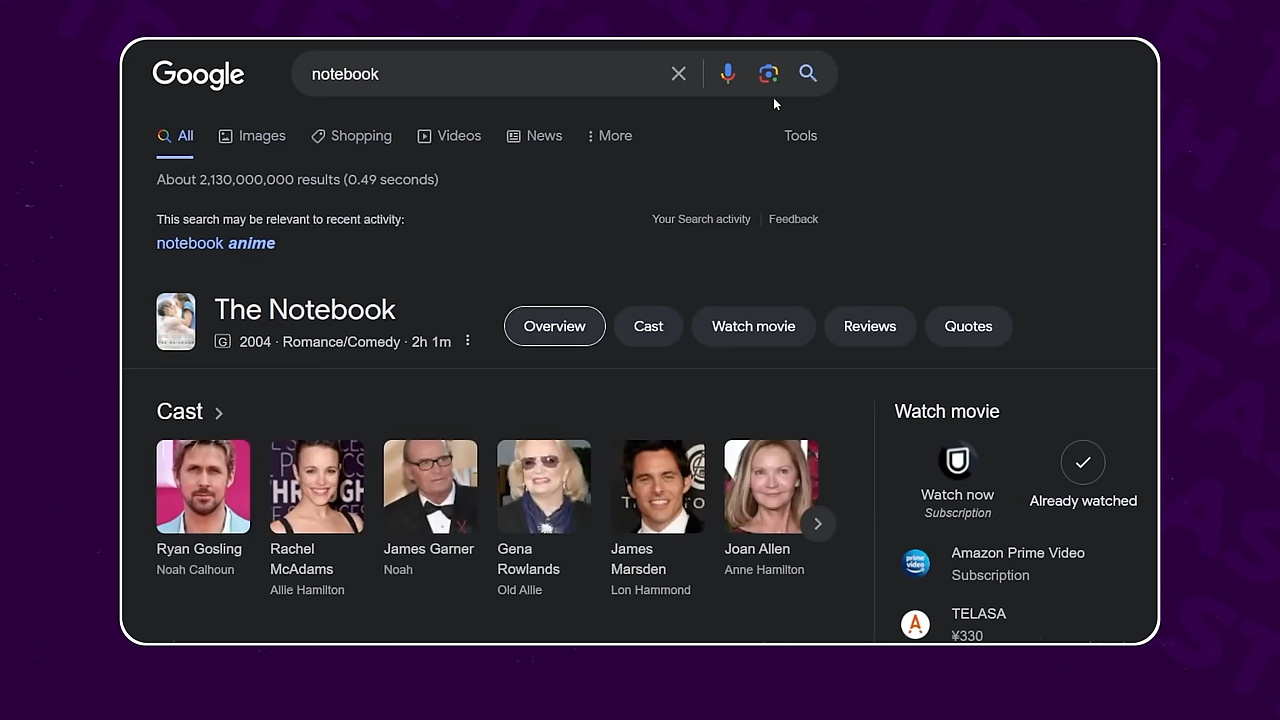 Google
notebook
All Images Shopping Videos News More Tools
About 2,130,000,000 results (0.49 seconds)
This search may be relevant to recent activity: Your Search activity Feedback
notebook anime
The Notebook
G 2004 · Romance/Comedy · 2h 1m
Overview Cast Watch movie Reviews Quotes
Cast
Ryan Gosling
Noah Calhoun
Rachel
McAdams
Allie Hamilton
James Garner
Noah
Gena
Rowlands
Old Allie
James
Marsden
Lon Hammond
Joan Allen
Anne Hamilton
Watch movie
Watch now
Subscription
Already watched
prime
video
Amazon Prime Video
Subscription
TELASA
¥330